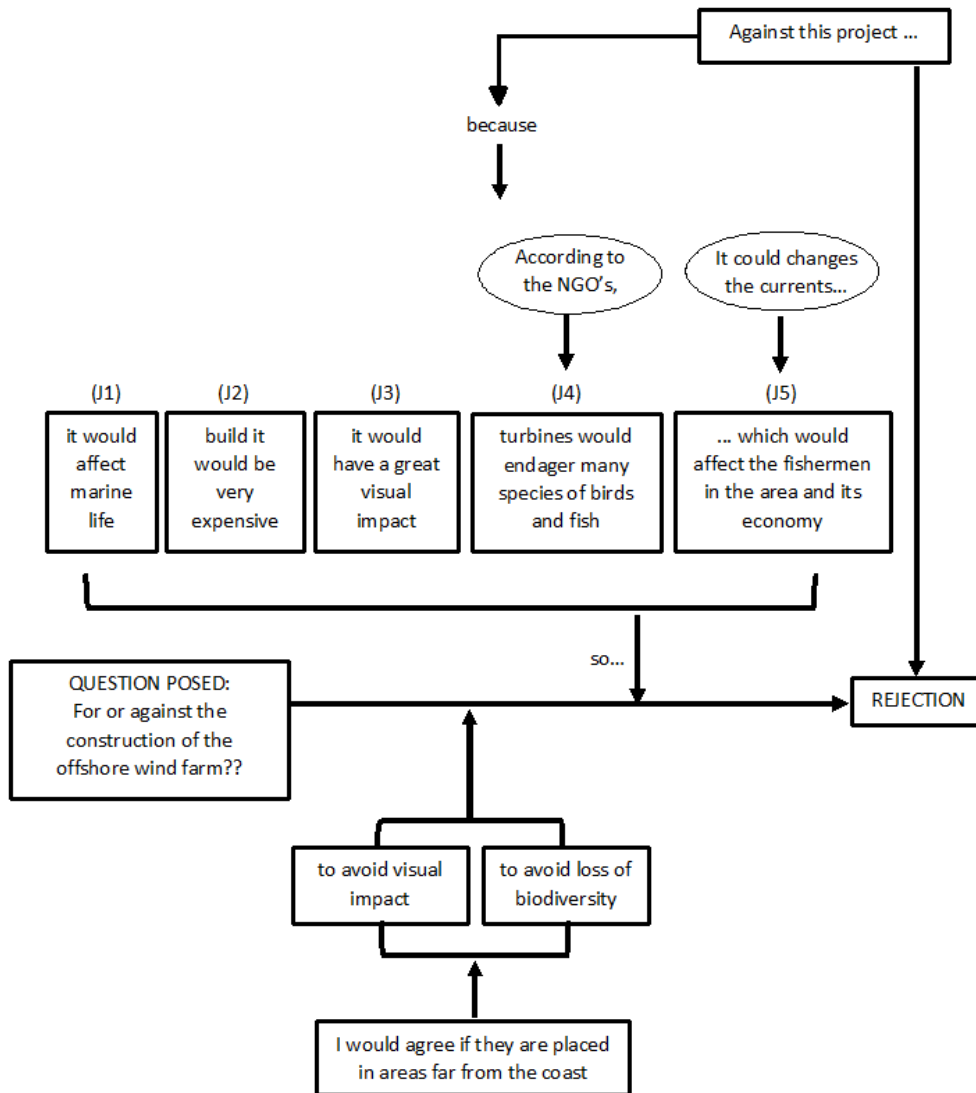 Against this project ...
because
According to
the NGO's,
It could changes
the currents...
(J1)
(J2)
(J3)
(J4)
(J5)
it would
affect
marine
life
build it
would be
very
expensive
it would
have a great
visual
impact
turbines would
endager many
species of birds
and fish
... which would
affect the fishermen
in the area and its
economy
so...
QUESTION POSED:
For or against the
construction of the
offshore wind farm??
REJECTION
to avoid visual
impact
to avoid loss of
biodiversity
I would agree if they are placed
in areas far from the coast